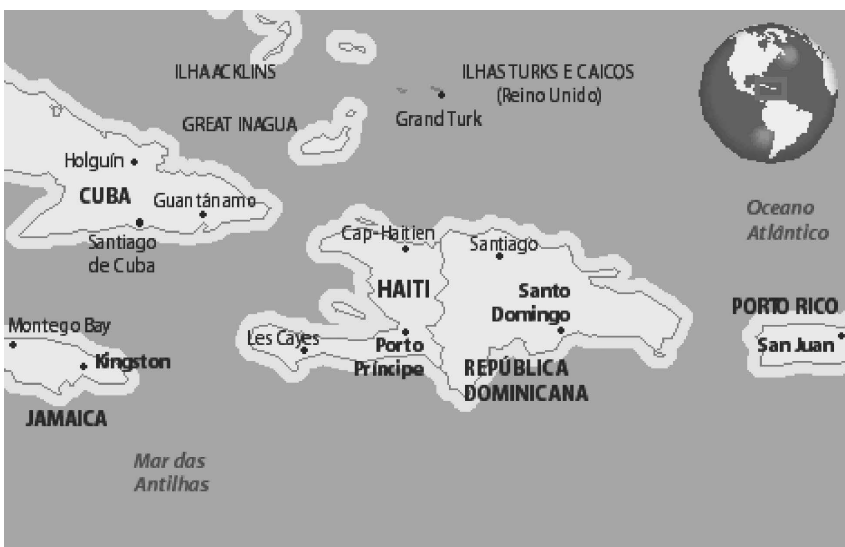 ILHA ACKLINS
ILHAS TURKS E CAICOS
(Reino Unido)
GREAT INAGUA
Grand Turk
Holguín
CUBA
Guantánamo
Santiago
de Cuba
Oceano
Atlântico
Cap-Haitien
Santiago
HAITI
Santo
Domingo
PORTO RICO
San Juan
Montego Bay
Kingston
JAMAICA
Les Cayes
Porto
Príncipe
REPÚBLICA
DOMINICANA
Mar das
Antilhas